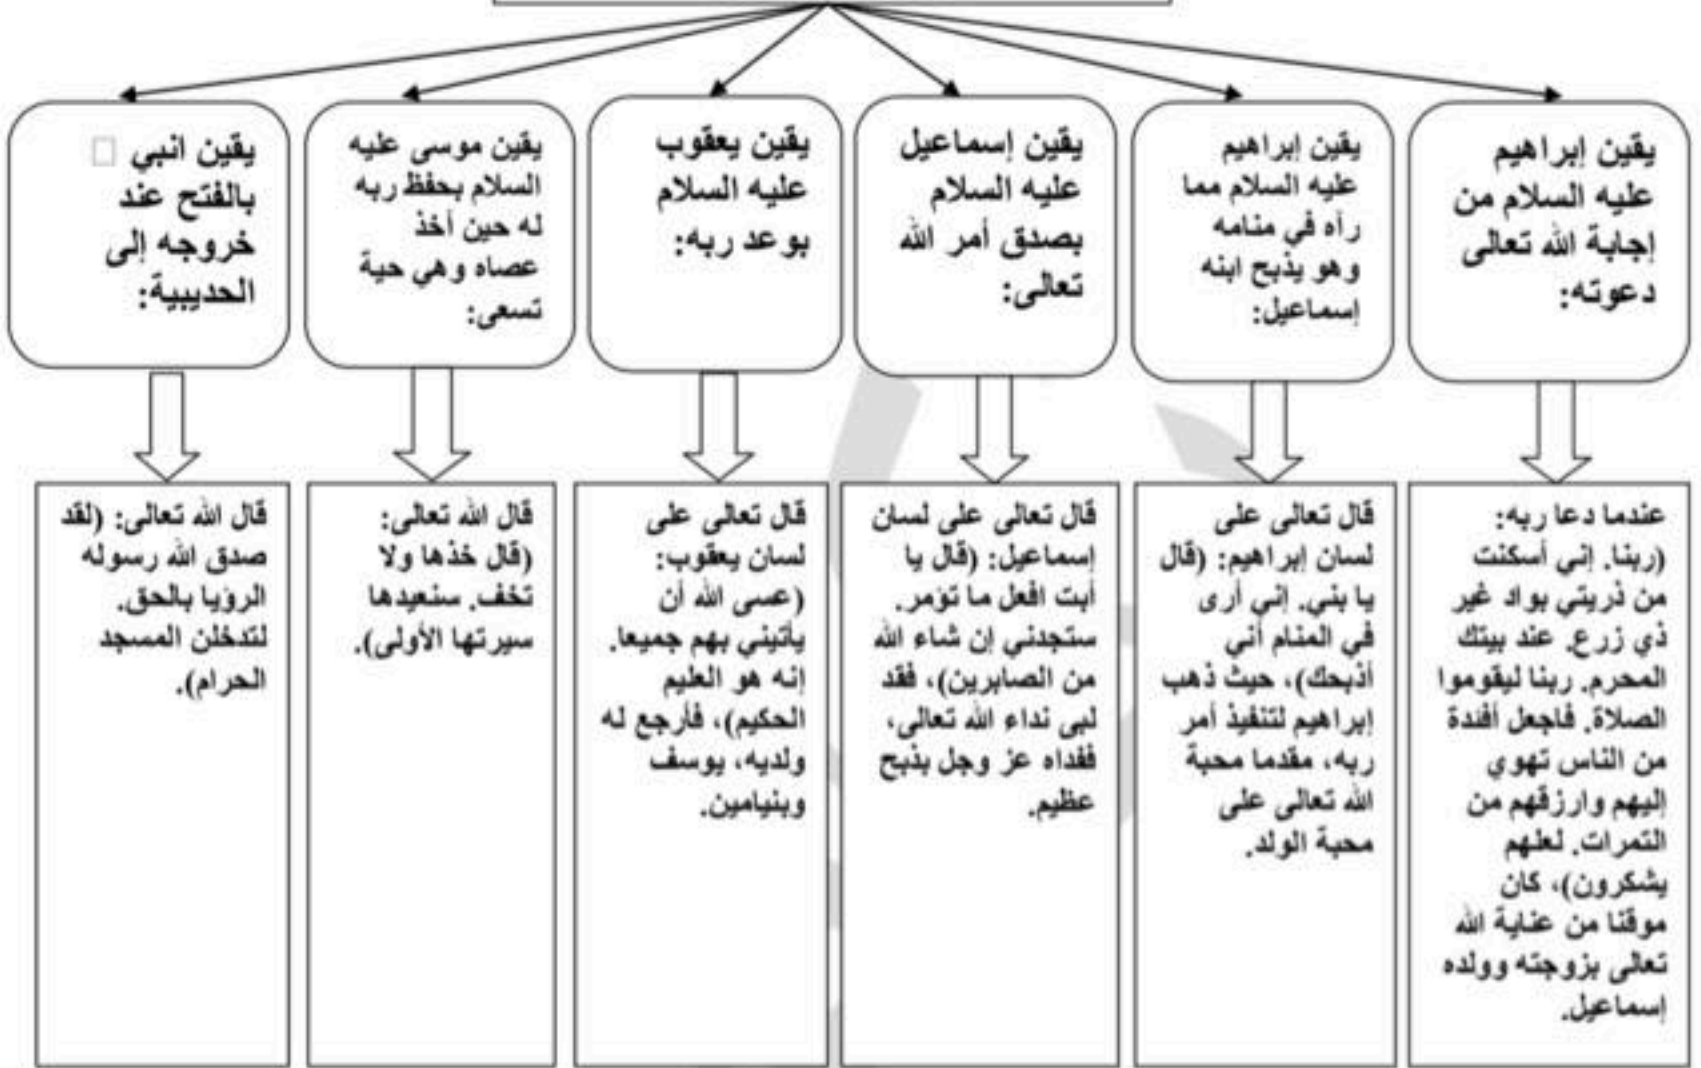 يقين إبراهيم
عليه السلام من
إجابة الله تعالى
دعوته:
يقين إبراهيم
عليه السلام مما
رآه في منامه
وهو يذبح ابنه
إسماعيل:
يقين إسماعيل
عليه السلام
بصدق أمر الله
تعالى:
يقين يعقوب
عليه السلام
بوعد ربه:
يقين موسى عليه
السلام بحفظ ربه
له حين أخذ
عصاه وهي حية
تسعى:
يقين انبي □
بالفتح عند
خروجه إلى
الحديبية:
عندما دعا ربه:
(ربنا. إني أسكنت
من ذريتي بواد غير
ذي زرع. عند بيتك
المحرم. ربنا ليقوموا
الصلاة. فاجعل أفئدة
من الناس تهوي
إليهم وارزقهم من
التمرات. لعلهم
يشكرون)، كان
موقنا من عناية الله
تعالى بزوجته وولده
إسماعيل.
قال تعالى على
لسان إبراهيم: (قال
يا بني. إني أرى
في المنام أني
أذبحك)، حيث ذهب
إبراهيم لتنفيذ أمر
ربه، مقدما محبة
الله تعالى على
محبة الولد.
قال تعالى على لسان
إسماعيل: (قال يا
أبت افعل ما تؤمر.
ستجدني إن شاء الله
من الصابرين)، فقد
لبى نداء الله تعالى،
ففداه عز وجل بذبح
عظيم.
قال تعالى على
لسان يعقوب:
(عسى الله أن
يأتيني بهم جميعا.
إنه هو العليم
الحكيم)، فأرجع له
ولديه، يوسف
وبنيامين.
قال الله تعالى:
(قال خذها ولا
تخف. سنعيدها
سيرتها الأولى).
قال الله تعالى: (لقد
صدق الله رسوله
الرؤيا بالحق.
لتدخلن المسجد
الحرام).